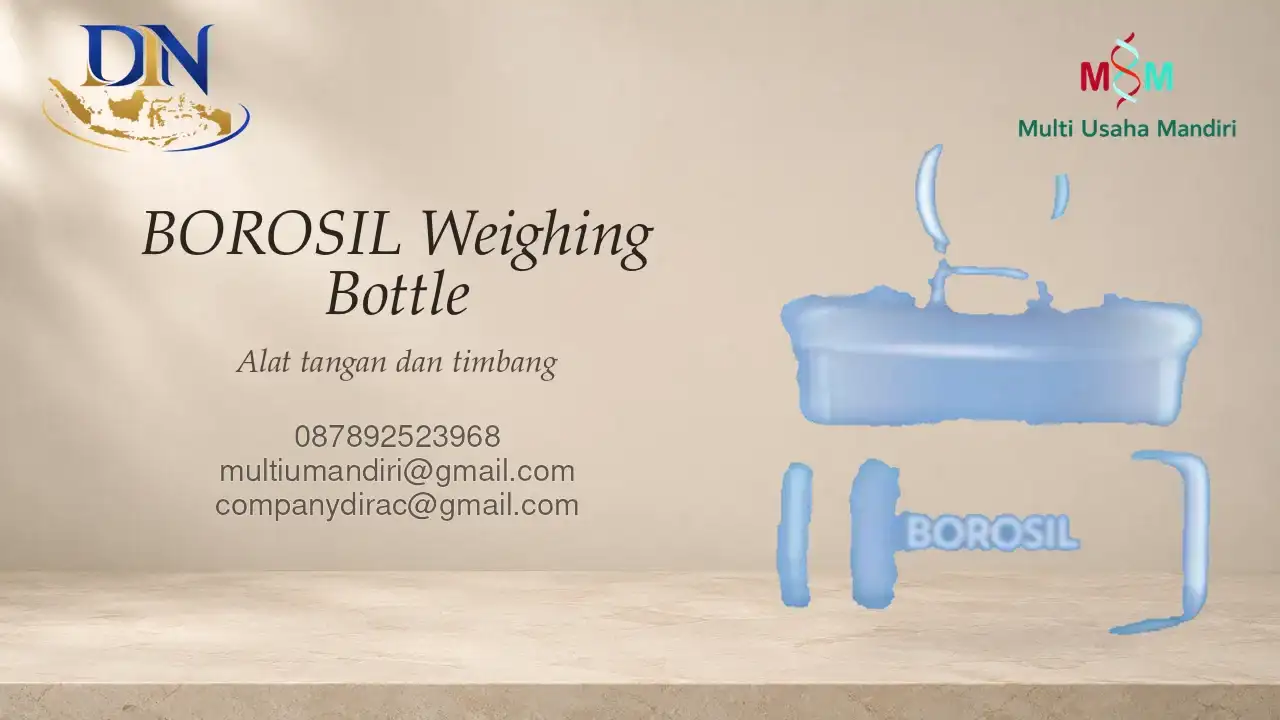 DIN
MSM
Multi Usaha Mandiri
BOROSIL Weighing
Bottle
Alat tangan dan timbang
087892523968
multiumandiri@gmail.com
companydirac@gmail.com
BOROSIL